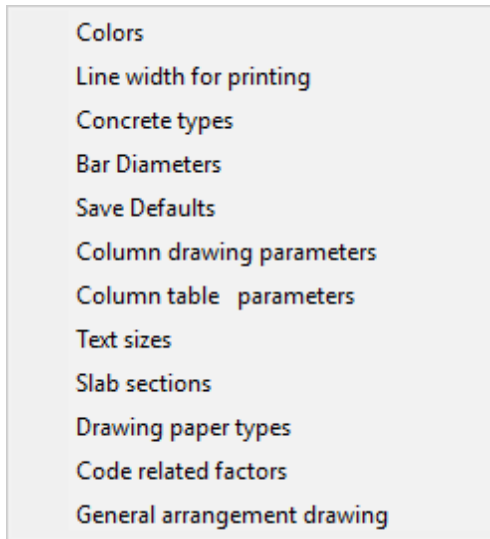 Colors
Line width for printing
Concrete types
Bar Diameters
Save Defaults
Column drawing parameters
Column table   parameters
Text sizes
Slab sections
Drawing paper types
Code related factors
General arrangement drawing